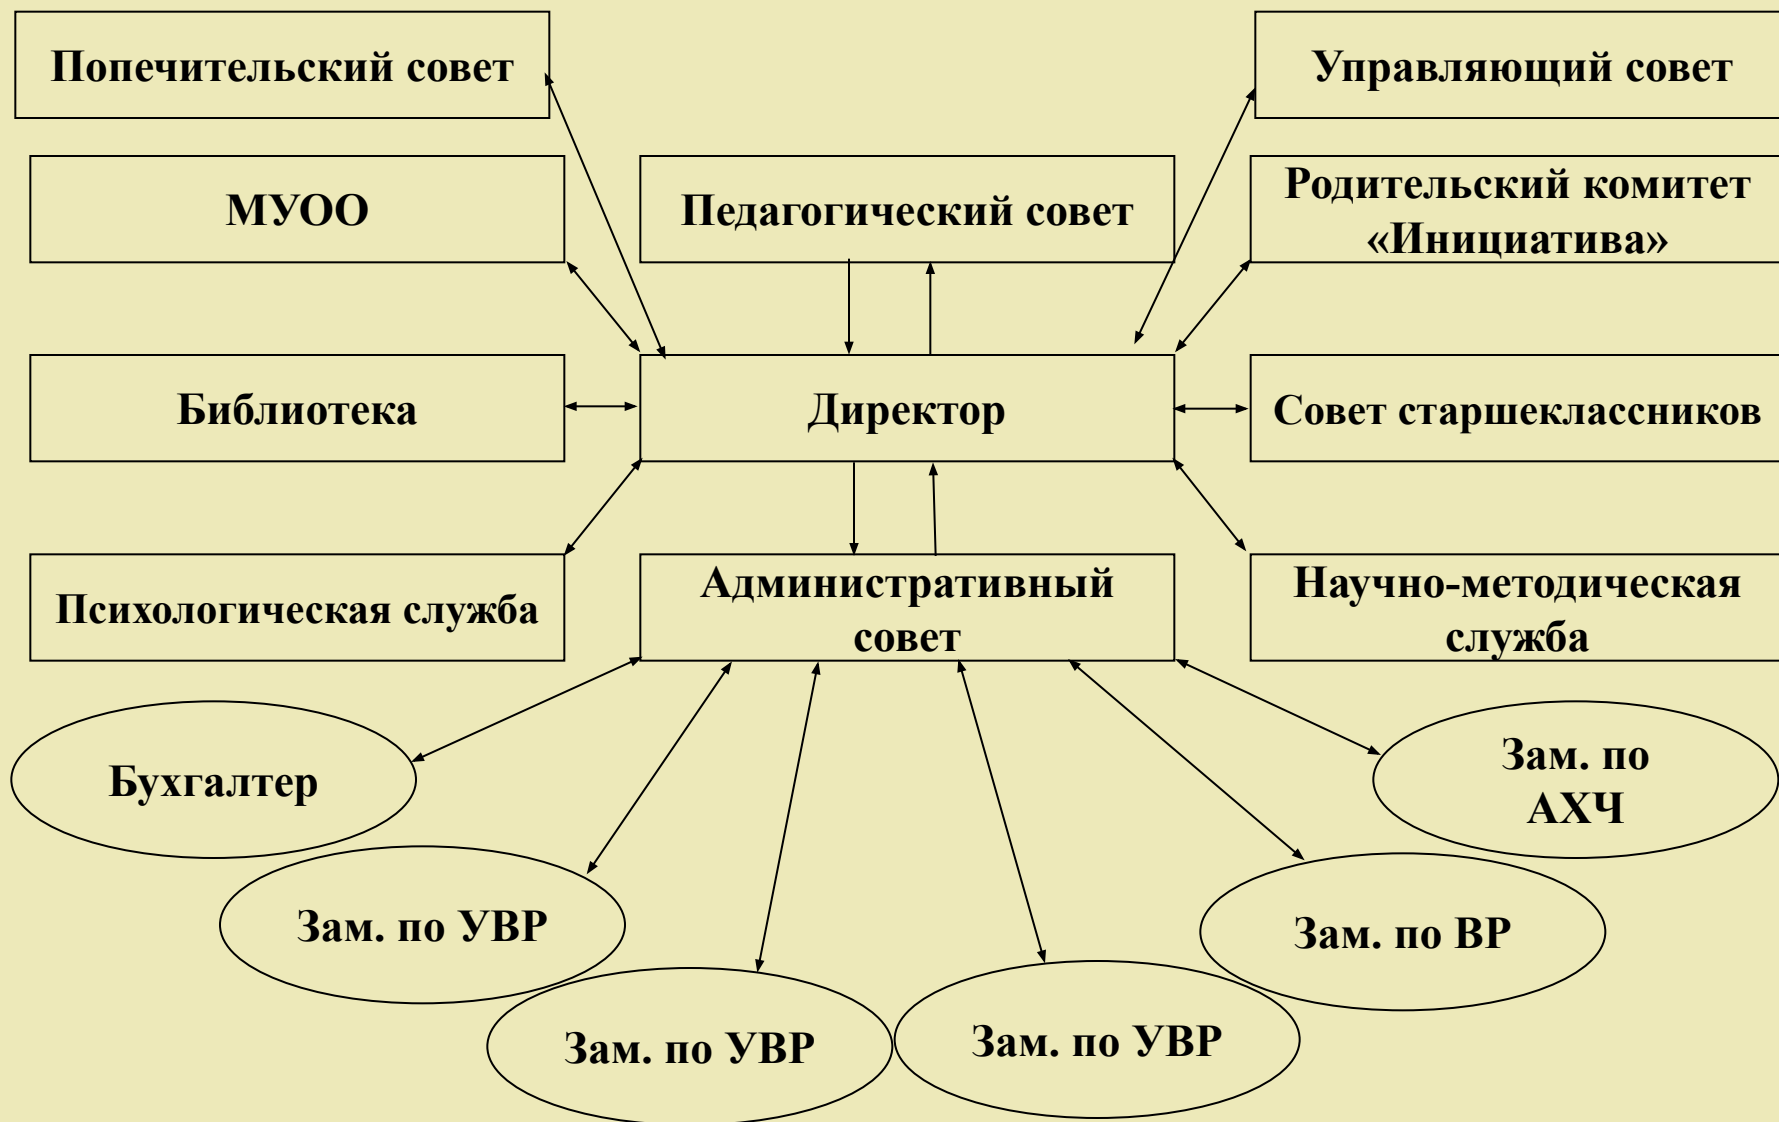 Попечительский совет
Управляющий совет
МУОО
Педагогический совет
Родительский комитет
«Инициатива»
Библиотека
Директор
Совет старшеклассников
Психологическая служба
Административный
совет
Научно-методическая
служба
Бухгалтер
Зам. по
АХЧ
Зам. по УВР
Зам. по ВР
Зам. по УВР
Зам. по УВР